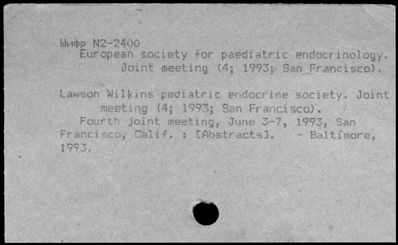 Шифр N2-2400
European society for paediatric endocrinology.
Joint meeting (4; 1993; San Francisco).
Lawson Wilkins pediatric endocrine society. Joint
meeting (4; 1993; San Francisco).
Fourth joint meeting, June 3-7, 1993, San
Francisco, Calif. : [Abstracts]. - Baltimore,
1993.